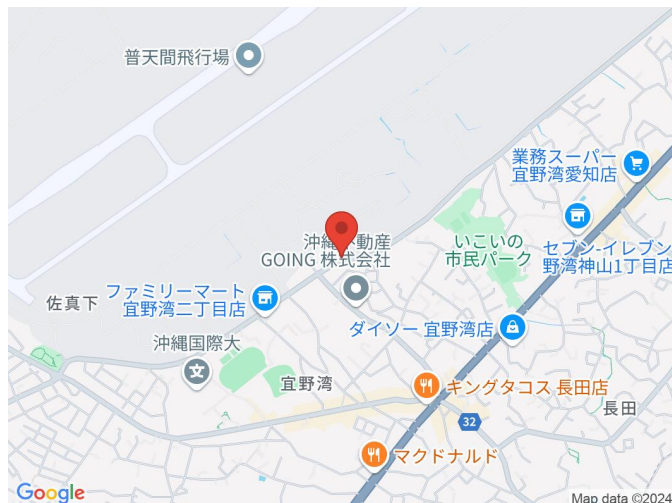 普天間飛行場
業務スーパー
宜野湾愛知店
沖縄不動産
GOING 株式会社
いこいの
市民パーク
セブン-イレブン
野湾神山1丁目店
佐真下
ファミリーマート
宜野湾二丁目店
ダイソー 宜野湾店
沖縄国際大
宜野湾
キングタコス 長田店
長田
32
マクドナルド
Google
Map data ©2024